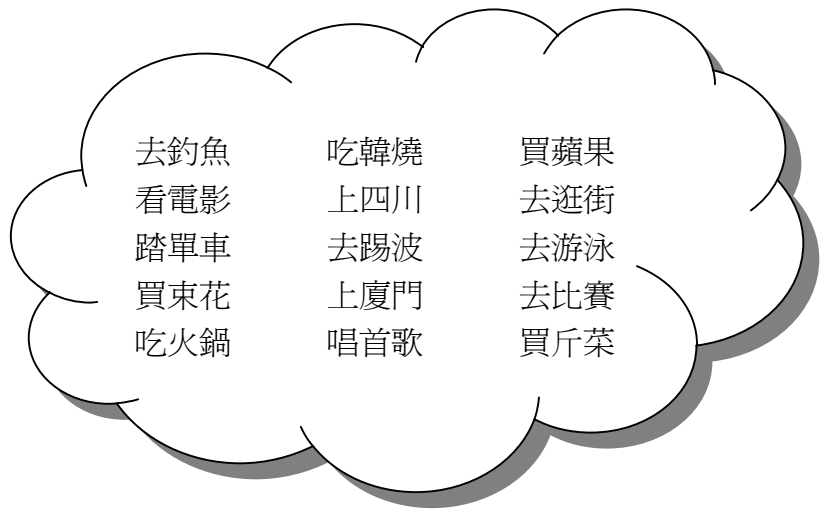 去釣魚 吃韓燒 買蘋果
看電影 上四川 去逛街
踏單車 去踢波 去游泳
買束花 上廈門 去比賽
吃火鍋 唱首歌 買斤菜